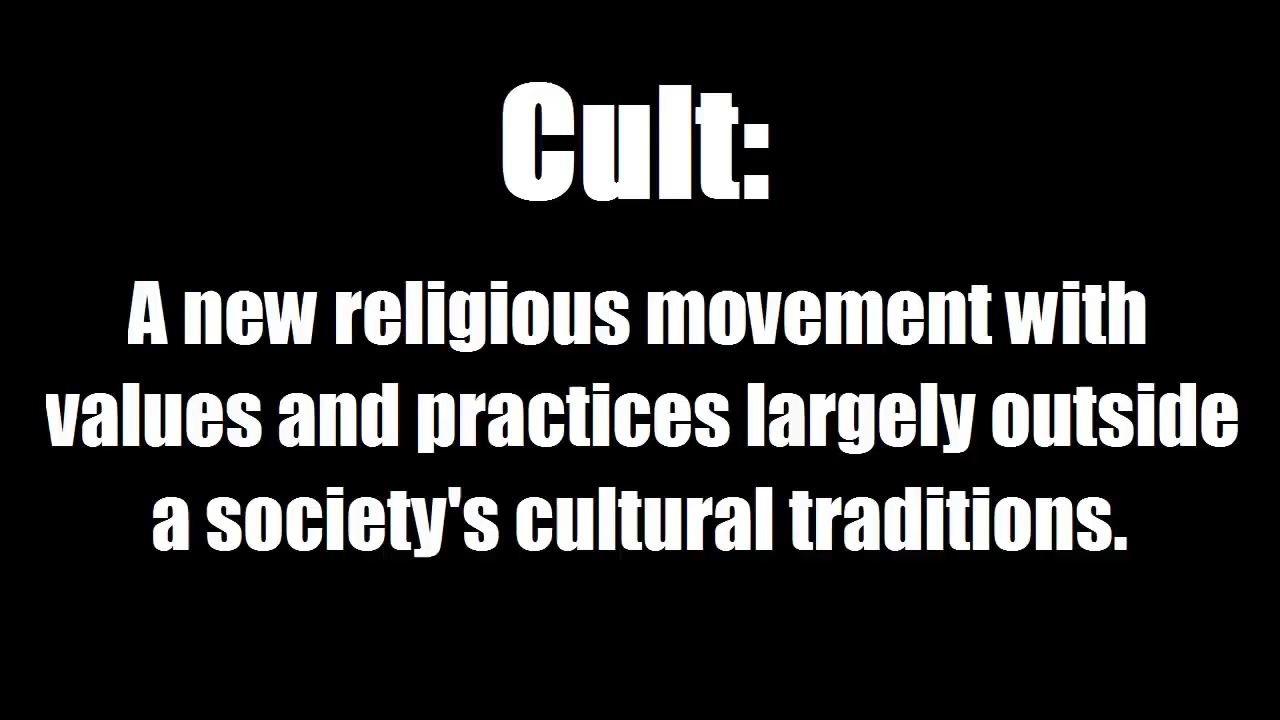 Cult:
A new religious movement with
values and practices largely outside
a society's cultural traditions.